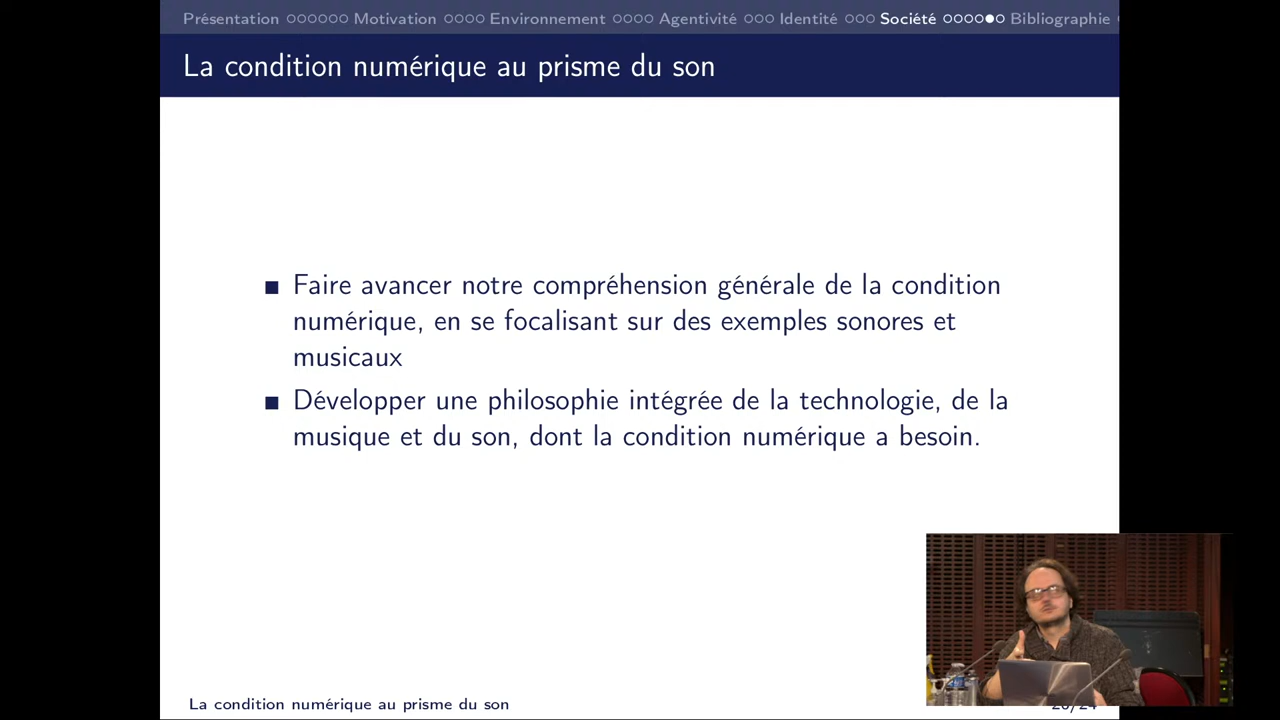 Présentation Motivation Environnement Agentivité Identité Société Bibliographie
La condition numérique au prisme du son
Faire avancer notre compréhension générale de la condition
numérique, en se focalisant sur des exemples sonores et
musicaux
Développer une philosophie intégrée de la technologie, de la
musique et du son, dont la condition numérique a besoin.
La condition numérique au prisme du son